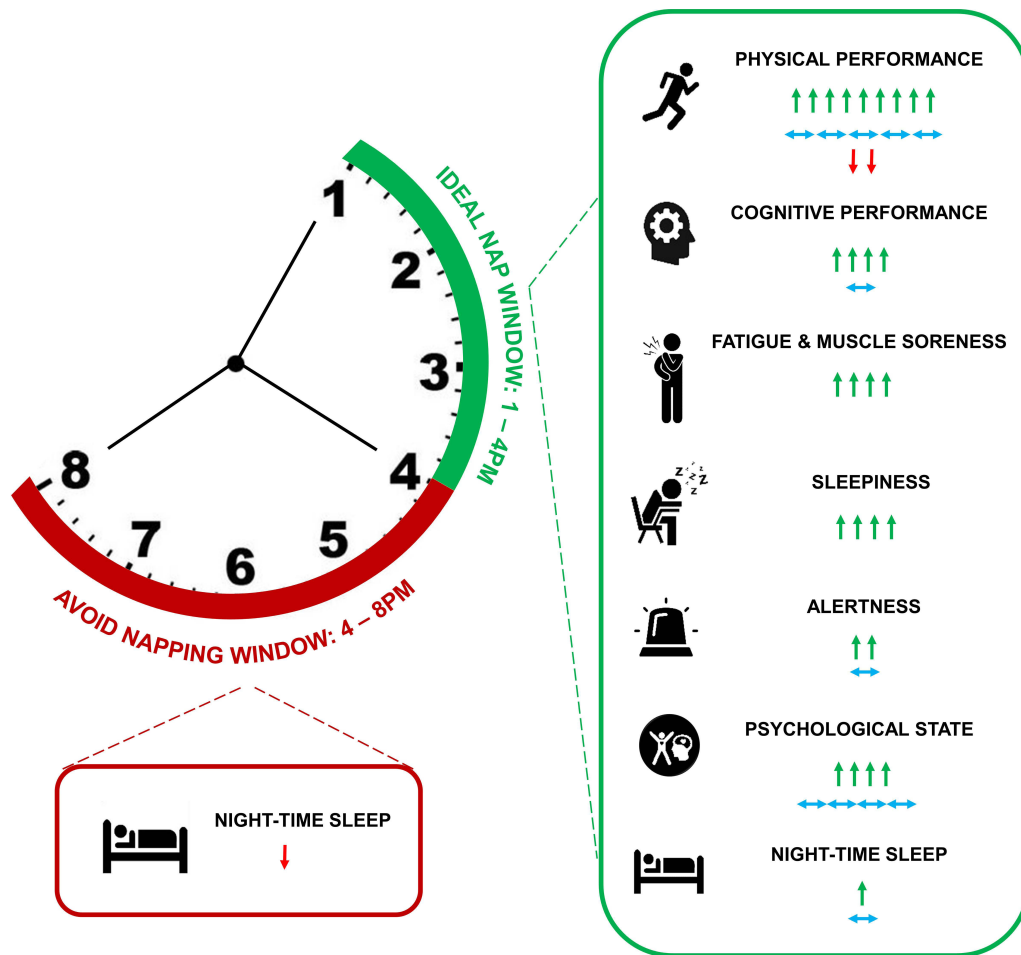 1
2
3
4
5
6
7
8
IDEAL NAP WINDOW: 1 – 4PM
AVOID NAPPING WINDOW: 4 – 8PM
NIGHT-TIME SLEEP
PHYSICAL PERFORMANCE
COGNITIVE PERFORMANCE
FATIGUE & MUSCLE SORENESS
z z z z z
SLEEPINESS
ALERTNESS
PSYCHOLOGICAL STATE
NIGHT-TIME SLEEP